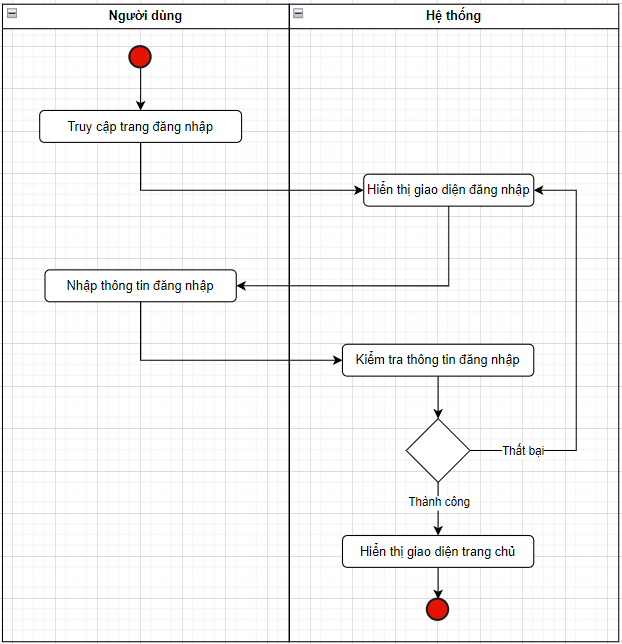 Người dùng
Hệ thống
Truy cập trang đăng nhập
Hiển thị giao diện đăng nhập
Nhập thông tin đăng nhập
Kiểm tra thông tin đăng nhập
Thất bại
Thành công
Hiển thị giao diện trang chủ